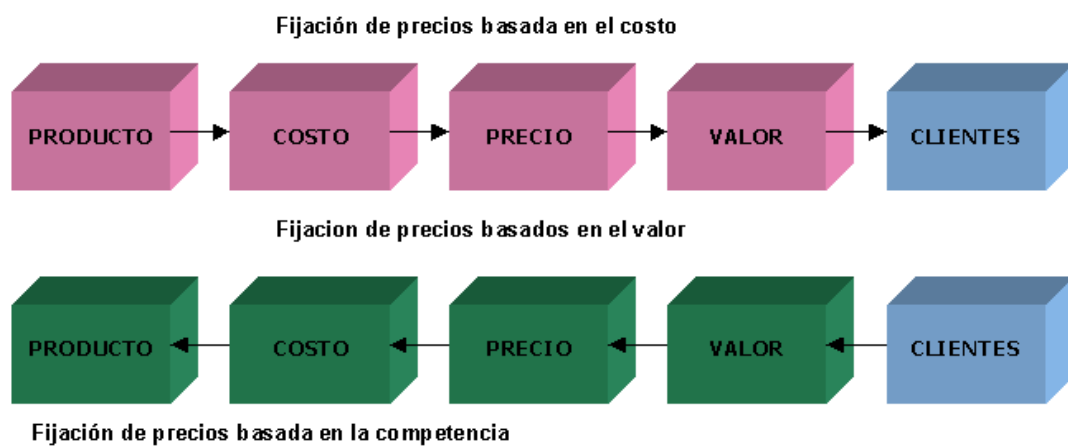 Fijación de precios basada en el costo
PRODUCTO COSTO PRECIO VALOR CLIENTES
Fijacion de precios basados en el valor
PRODUCTO COSTO PRECIO VALOR CLIENTES
Fijación de precios basada en la competencia